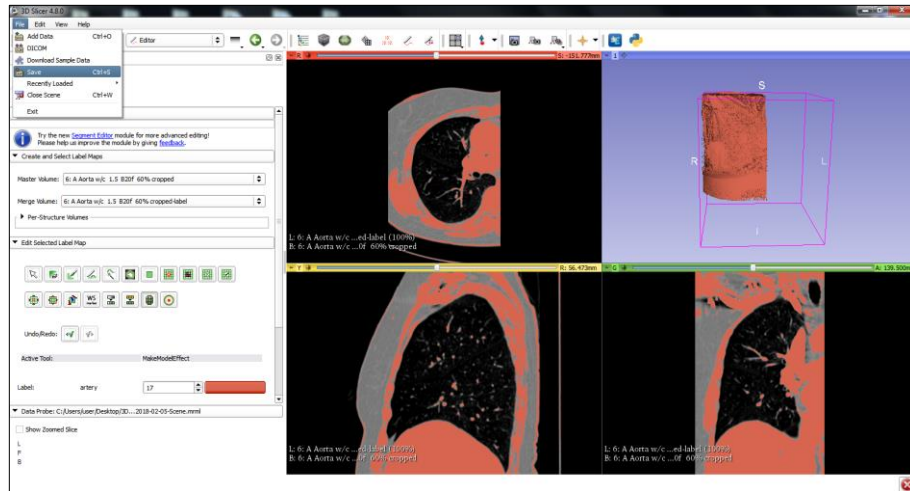 3D Slicer 4.8.0
File Edit View Help
Add Data Ctrl+O
DICOM
Download Sample Data
Save Ctrl+S
Recently Loaded
Close Scene Ctrl+W
Exit
Editor
Try the new Segment Editor module for more advanced editing!
Please help us improve the module by giving feedback.
Create and Select Label Maps
Master Volume: 6: A Aorta w/c 1.5 B20f 60% cropped
Merge Volume: 6: A Aorta w/c 1.5 B20f 60% cropped-label
Per-Structure Volumes
Edit Selected Label Map
WS
Undo/Redo:
Active Tool: MakeModelEffect
Label: artery 17
Data Probe: C:/Users/user/Desktop/3D...2018-02-05-Scene.mrml
Show Zoomed Slice
L
F
B
R S: -151.777mm
L: 6: A Aorta w/c ...ed-label (100%)
B: 6: A Aorta w/c ...0f 60% cropped
1
S
R
L
I
Y R: 56.473mm
L: 6: A Aorta w/c ...ed-label (100%)
B: 6: A Aorta w/c ...0f 60% cropped
G A: 139.500mm
L: 6: A Aorta w/c ...ed-label (100%)
B: 6: A Aorta w/c ...0f 60% cropped